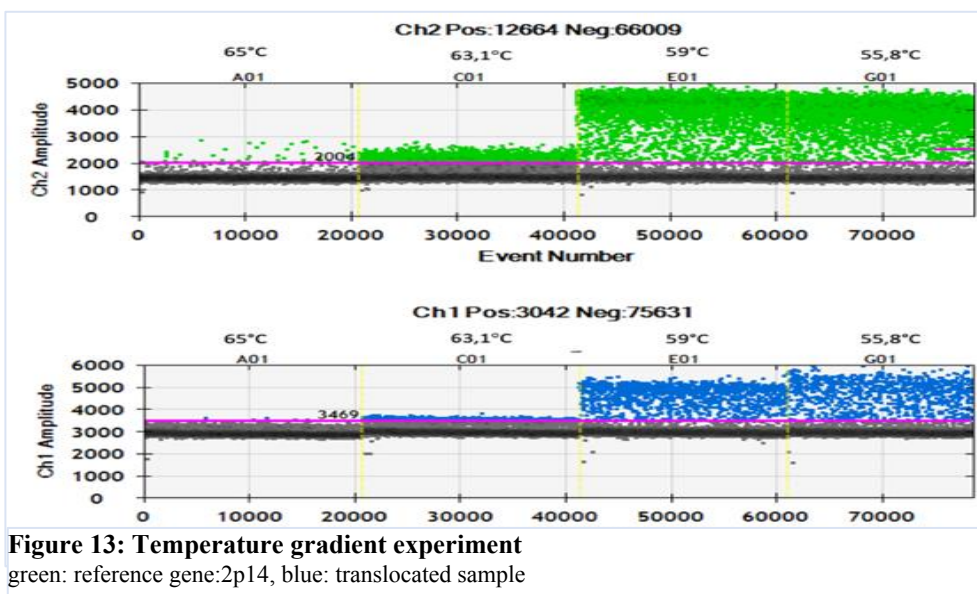 Ch2 Pos:12664 Neg:66009
65°C 63,1°C 59°C 55,8°C
A01 C01 E01 G01
5000
4000
3000
2000
1000
0
Ch2 Amplitude
2004
0 10000 20000 30000 40000 50000 60000 70000
Event Number
Ch1 Pos:3042 Neg:75631
65°C 63,1°C 59°C 55,8°C
A01 C01 E01 G01
6000
5000
4000
3000
2000
1000
0
Ch1 Amplitude
3469
0 10000 20000 30000 40000 50000 60000 70000
Figure 13: Temperature gradient experiment
green: reference gene:2p14, blue: translocated sample